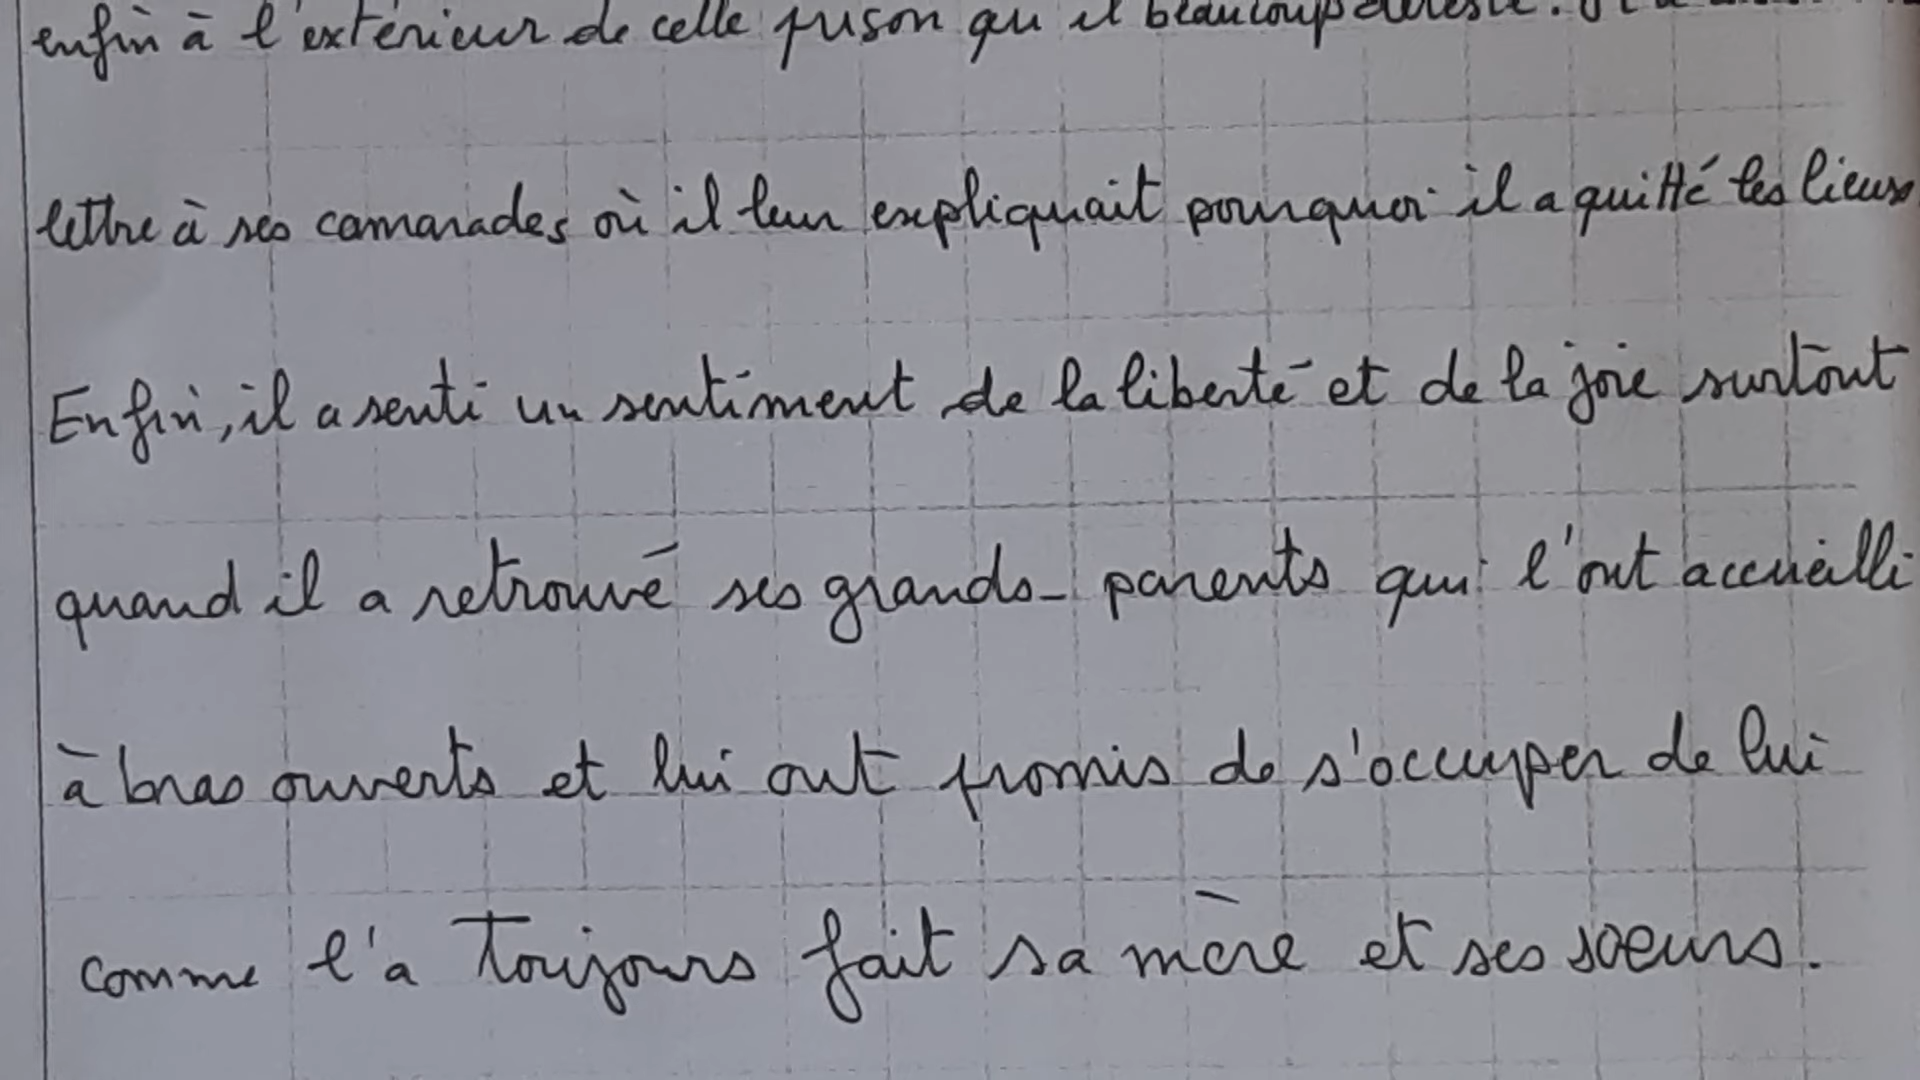 enfin à l'extérieur de celle prison qu'il beaucoup déteste.
lettre à ses camarades où il leur expliquait pourquoi il a quitté les lieux.
Enfin, il a senti un sentiment de la liberté et de la joie surtout
quand il a retrouvé ses grands-parents qui l'ont accueilli
à bras ouverts et lui ont promis de s'occuper de lui
comme l'a toujours fait sa mère et ses soeurs.